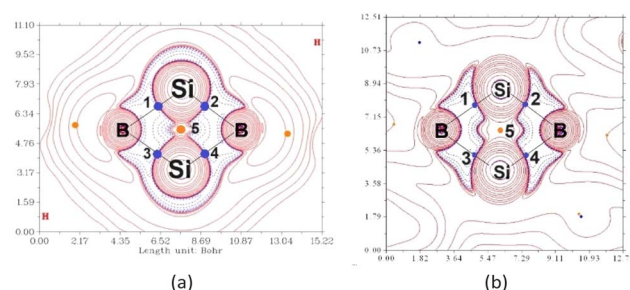 11.10
9.52
7.93
6.34
4.76
3.17
1.59
0.00
0.00 2.17 4.35 6.52 8.69 10.87 13.04 15.22
Length unit Bohr
H
Si
1 2
B 5 B
3 4
Si
H
(a)
b)
12.51
10.73
8.94
7.15
5.36
3.58
1.79
0.00
0.00 1.82 3.64 5.47 7.29 9.11 10.93 12.7
Si
1 2
B 5 B
3 4
Si
(b)